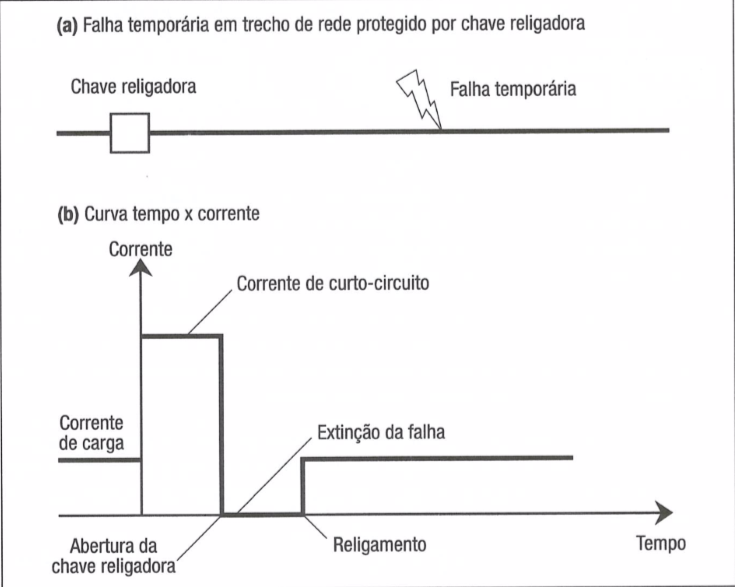 (a) Falha temporária em trecho de rede protegido por chave religadora
Chave religadora
Falha temporária
(b) Curva tempo x corrente
Corrente
Corrente de curto-circuito
Corrente
de carga
Extinção da falha
Abertura da
chave religadora
Religamento
Tempo